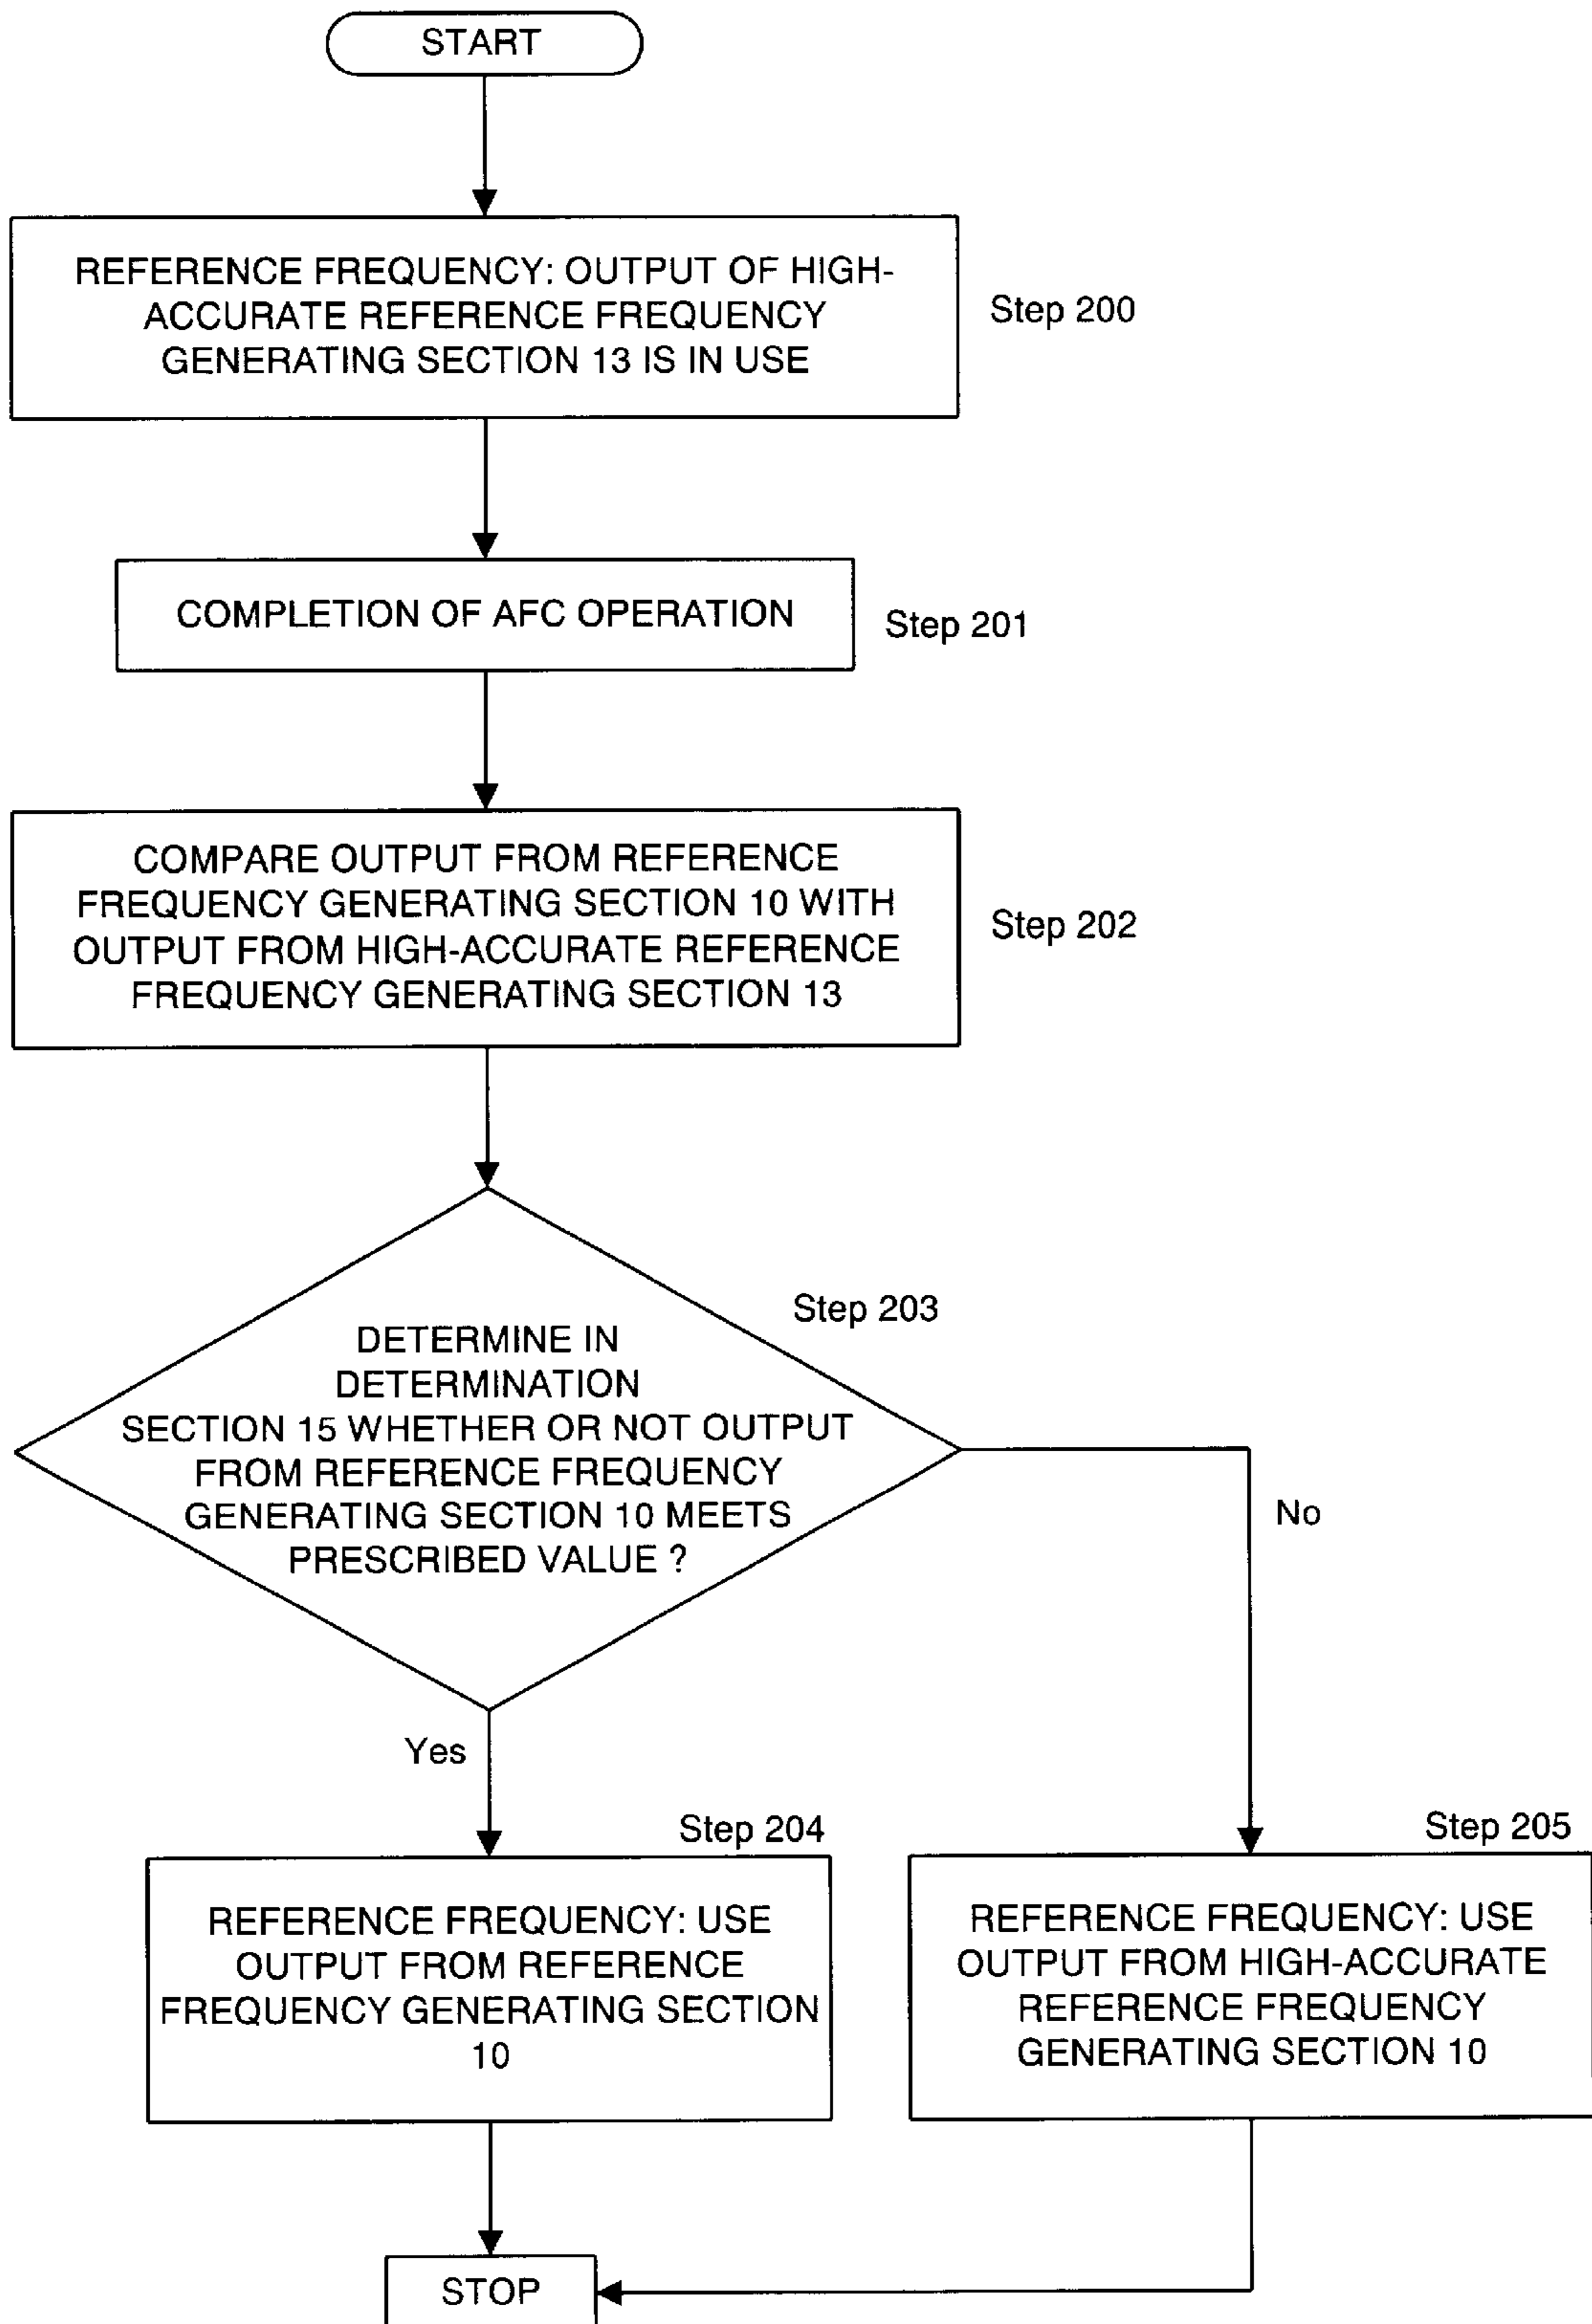 START
REFERENCE FREQUENCY: OUTPUT OF HIGH-
ACCURATE REFERENCE FREQUENCY
GENERATING SECTION 13 IS IN USE
Step 200
COMPLETION OF AFC OPERATION
Step 201
COMPARE OUTPUT FROM REFERENCE
FREQUENCY GENERATING SECTION 10 WITH
OUTPUT FROM HIGH-ACCURATE REFERENCE
FREQUENCY GENERATING SECTION 13
Step 202
Step 203
DETERMINE IN
DETERMINATION
SECTION 15 WHETHER OR NOT OUTPUT
FROM REFERENCE FREQUENCY
GENERATING SECTION 10 MEETS
PRESCRIBED VALUE ?
No
Yes
Step 204
REFERENCE FREQUENCY: USE
OUTPUT FROM REFERENCE
FREQUENCY GENERATING SECTION
10
Step 205
REFERENCE FREQUENCY: USE
OUTPUT FROM HIGH-ACCURATE
REFERENCE FREQUENCY
GENERATING SECTION 10
STOP